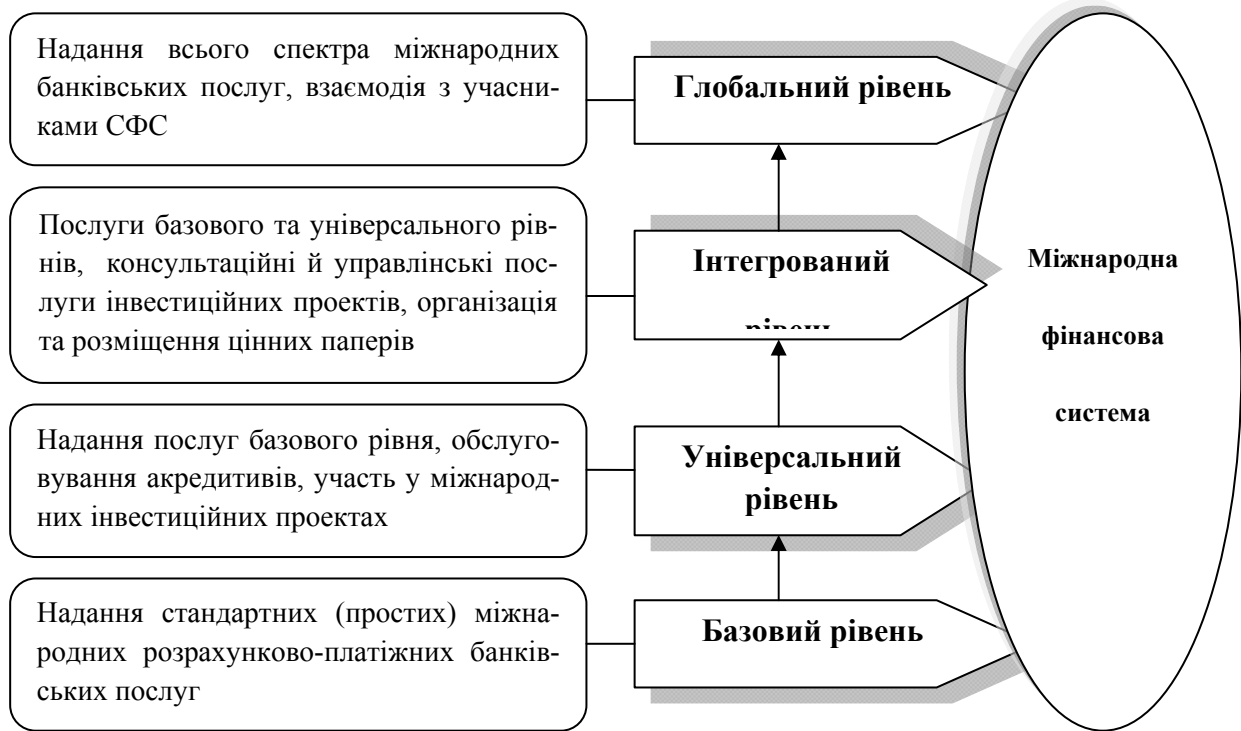 Надання всього спектра міжнародних
банківських послуг, взаємодія з учасни-
ками СФС
Глобальний рівень
Послуги базового та універсального рів-
нів, консультаційні й управлінські пос-
луги інвестиційних проектів, організація
та розміщення цінних паперів
Інтегрований
рівень
Міжнародна
фінансова
система
Надання послуг базового рівня, обслуго-
вування акредитивів, участь у міжнарод-
них інвестиційних проектах
Універсальний
рівень
Надання стандартних (простих) міжна-
родних розрахунково-платіжних банків-
ських послуг
Базовий рівень